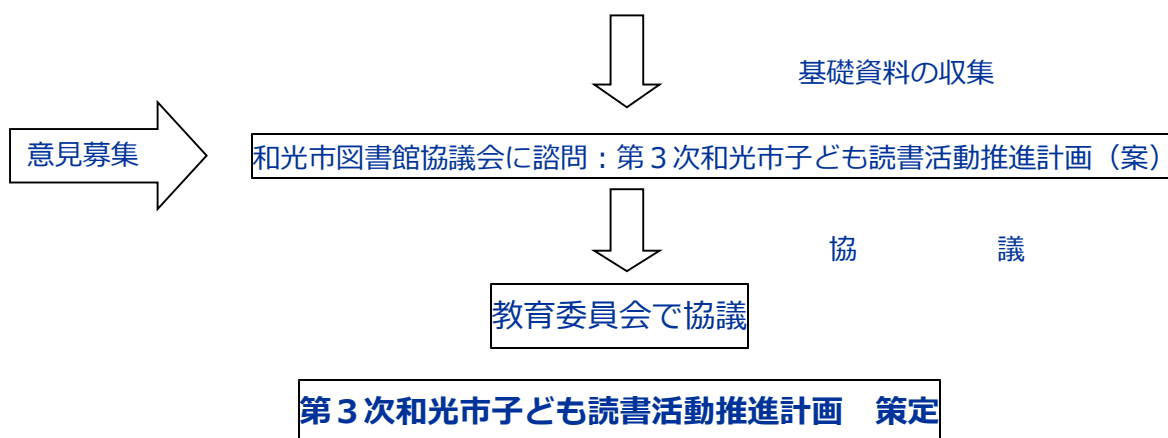 基礎資料の収集
意見募集
和光市図書館協議会に諮問：第３次和光市子ども読書活動推進計画（案）
協　　　　　議
教育委員会で協議
第３次和光市子ども読書活動推進計画　策定